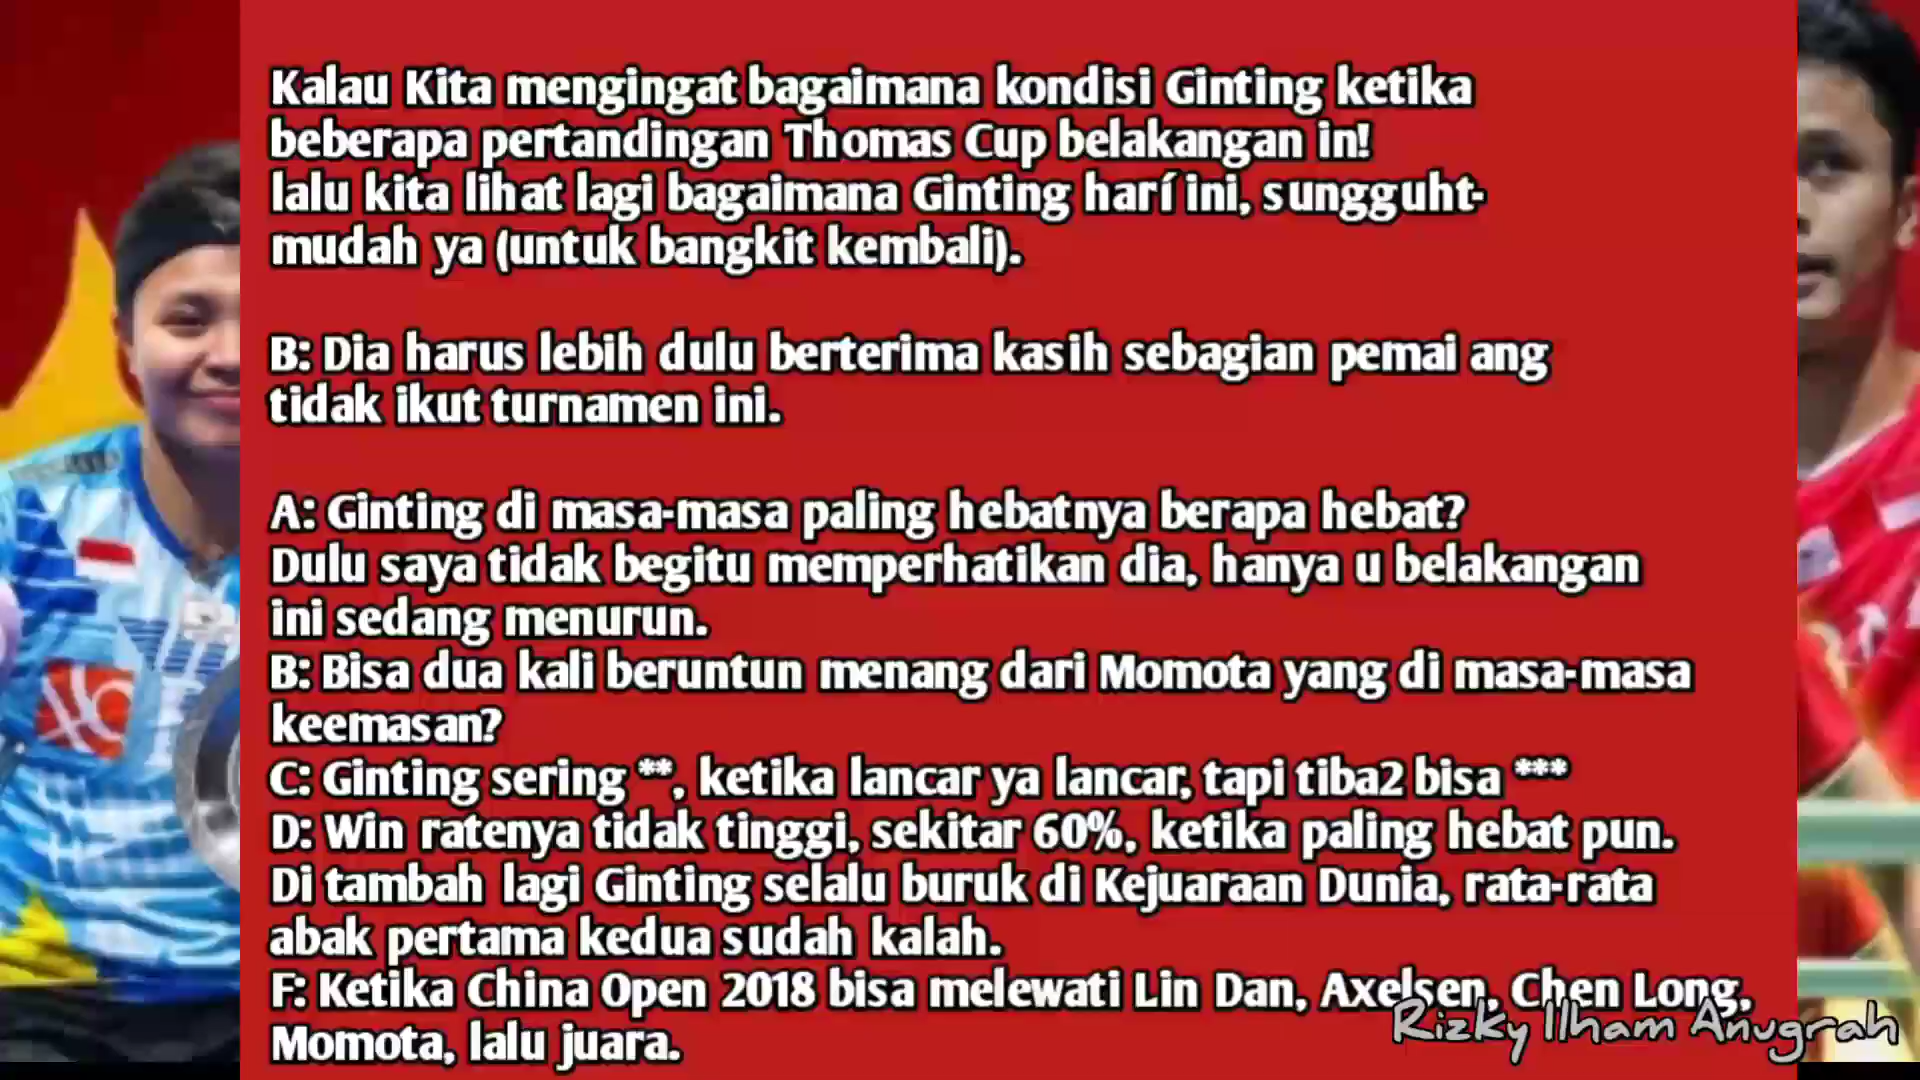 Kalau Kita mengingat bagaimana kondisi Ginting ketika
beberapa pertandingan Thomas Cup belakangan in!
lalu kita lihat lagi bagaimana Ginting harí ini, sungguht-
mudah ya (untuk bangkit kembali).
B: Dia harus lebih dulu berterima kasih sebagian pemai ang
tidak ikut turnamen ini.
A: Ginting di masa-masa paling hebatnya berapa hebat?
Dulu saya tidak begitu memperhatikan dia, hanya u belakangan
ini sedang menurun.
B: Bisa dua kali beruntun menang dari Momota yang di masa-masa
keemasan?
C: Ginting sering **, ketika lancar ya lancar, tapi tiba2 bisa ***
D: Win ratenya tidak tinggi, sekitar 60%, ketika paling hebat pun.
Di tambah lagi Ginting selalu buruk di Kejuaraan Dunia, rata-rata
abak pertama kedua sudah kalah.
F: Ketika China Open 2018 bisa melewati Lin Dan, Axelsen, Chen Long,
Momota, lalu juara.
Rizky Ilham Anugrah